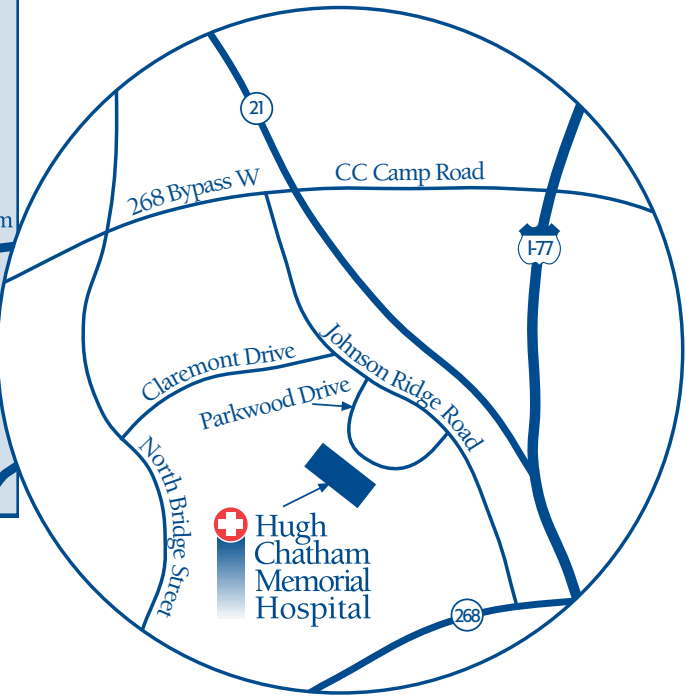 21
268 Bypass W
CC Camp Road
m
I-77
Johnson Ridge Road
Claremont Drive
Parkwood Drive
North Bridge Street
Hugh
Chatham
Memorial
Hospital
268